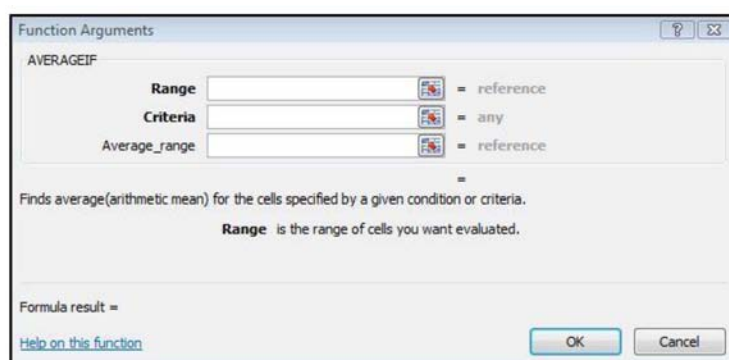 Function Arguments
AVERAGEIF
Range = reference
Criteria = any
Average_range = reference
=
Finds average(arithmetic mean) for the cells specified by a given condition or criteria.
Range is the range of cells you want evaluated.
Formula result =
Help on this function
OK Cancel